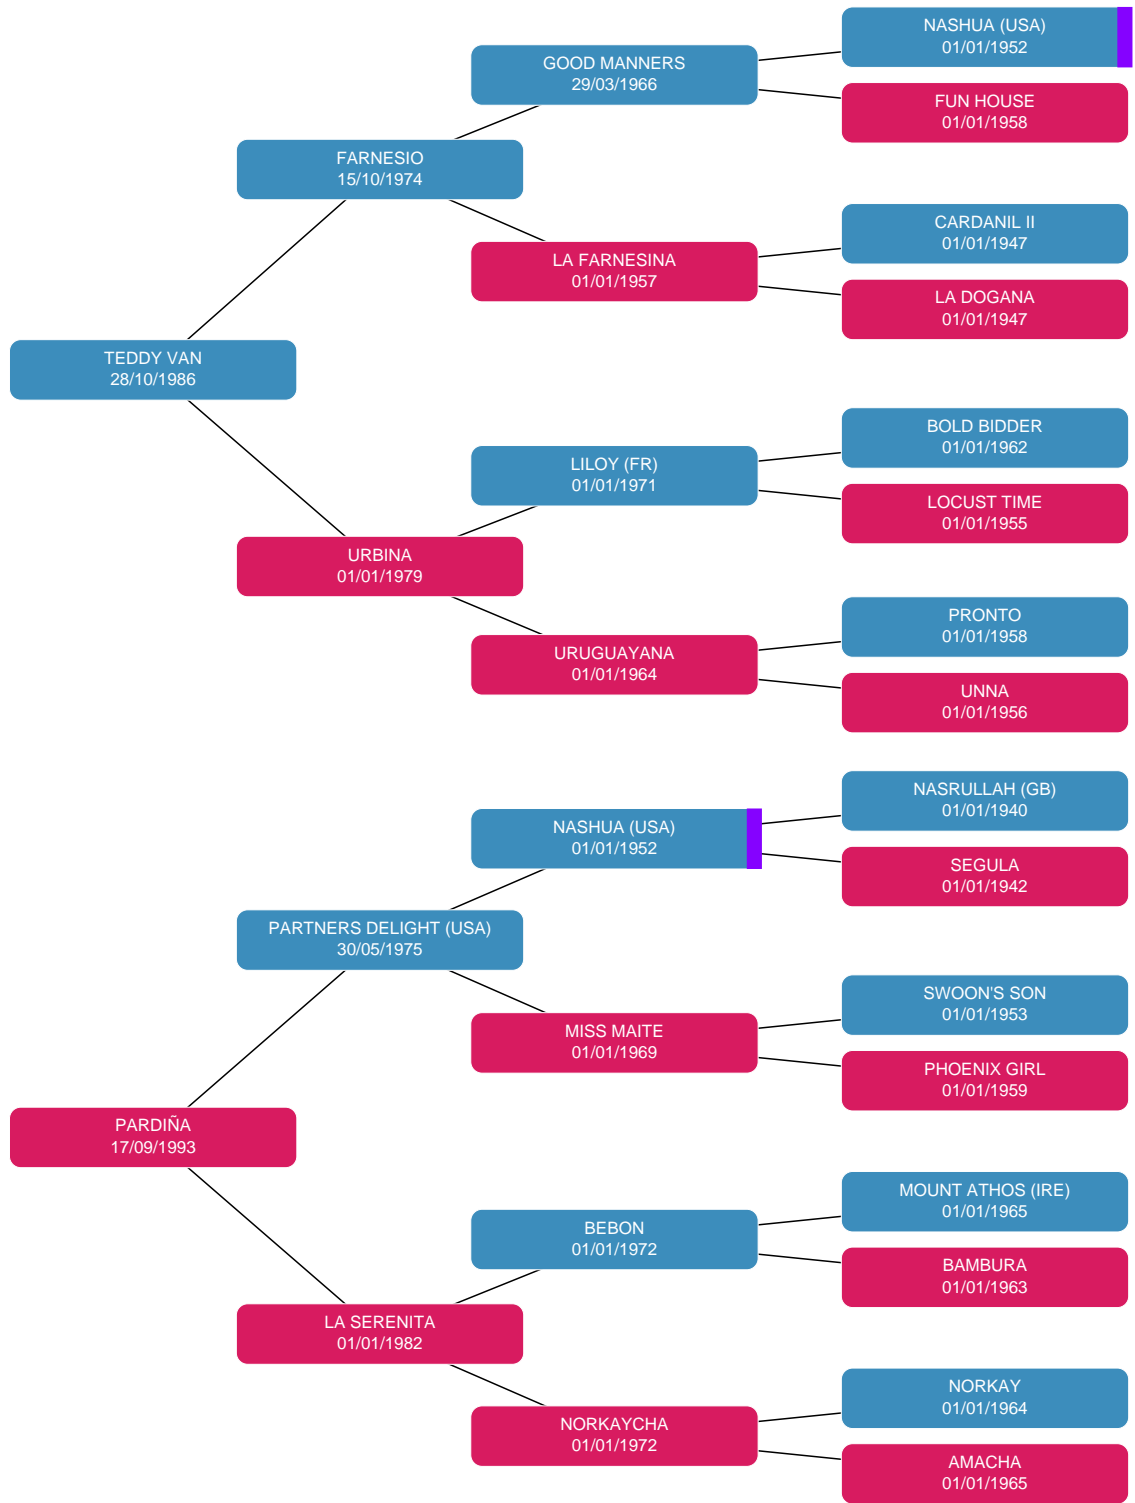 NASHUA (USA)
01/01/1952
GOOD MANNERS
29/03/1966
FUN HOUSE
01/01/1958
FARNESIO
15/10/1974
CARDANIL II
01/01/1947
LA FARNESINA
01/01/1957
LA DOGANA
01/01/1947
TEDDY VAN
28/10/1986
BOLD BIDDER
01/01/1962
LILOY (FR)
01/01/1971
LOCUST TIME
01/01/1955
URBINA
01/01/1979
PRONTO
01/01/1958
URUGUAYANA
01/01/1964
UNNA
01/01/1956
NASRULLAH (GB)
01/01/1940
NASHUA (USA)
01/01/1952
SEGULA
01/01/1942
PARTNERS DELIGHT (USA)
30/05/1975
SWOON'S SON
01/01/1953
MISS MAITE
01/01/1969
PHOENIX GIRL
01/01/1959
PARDIÑA
17/09/1993
MOUNT ATHOS (IRE)
01/01/1965
BEBON
01/01/1972
BAMBURA
01/01/1963
LA SERENITA
01/01/1982
NORKAY
01/01/1964
NORKAYCHA
01/01/1972
AMACHA
01/01/1965